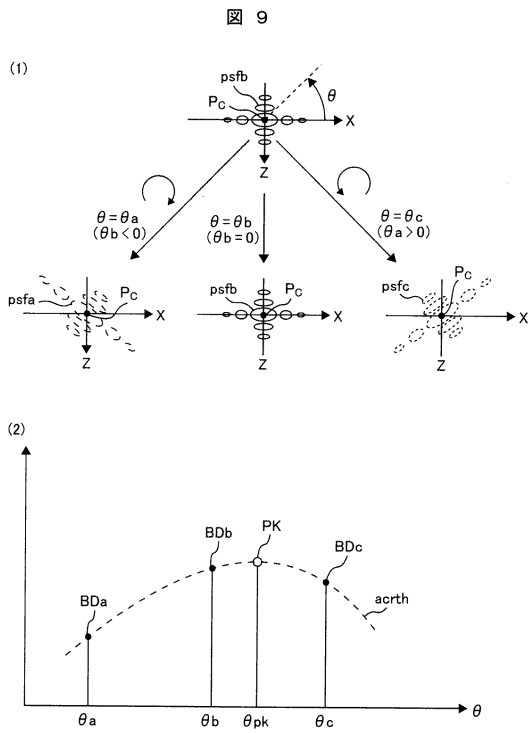 図 9
(1)
psfb
θ
PC
X
Z
θ=θa
(θb<0)
θ=θb
(θb=0)
θ=θc
(θa>0)
psfa
PC
X
Z
psfb
PC
X
Z
psfc
PC
X
Z
(2)
BDa
BDb
PK
BDc
acrth
θa
θb
θpk
θc
θ